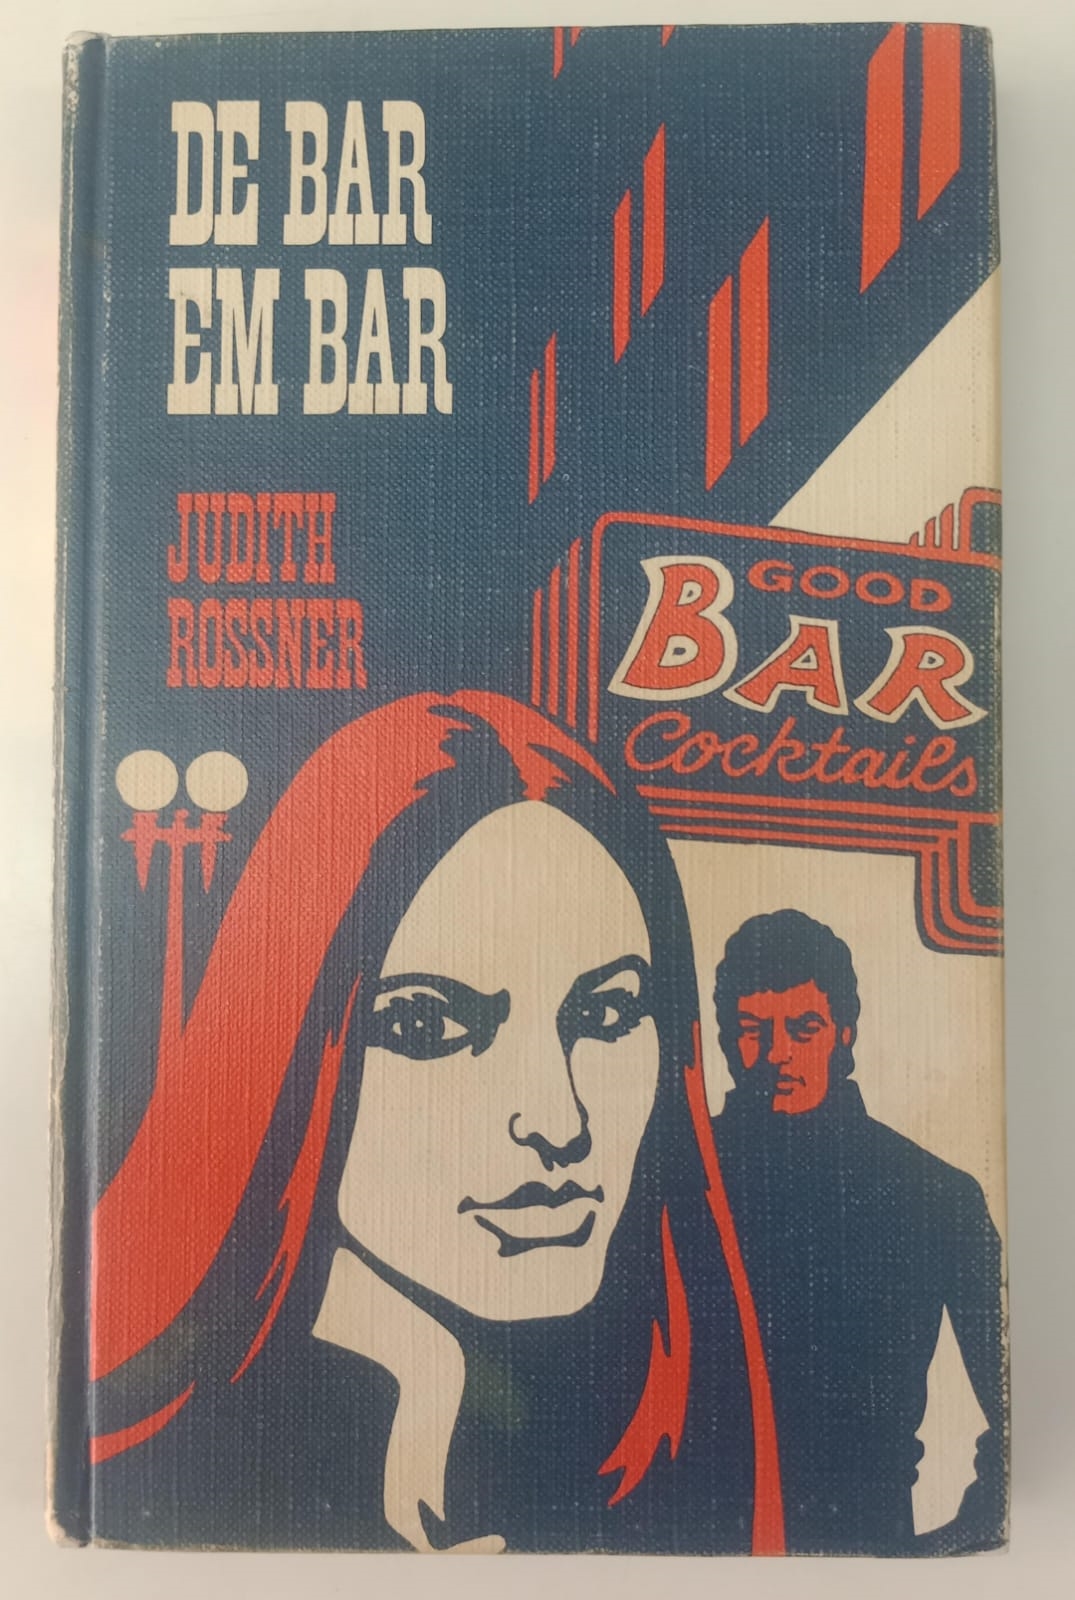 DE BAR
EM BAR
JUDITH
ROSSNER
GOOD
BAR
Cocktails